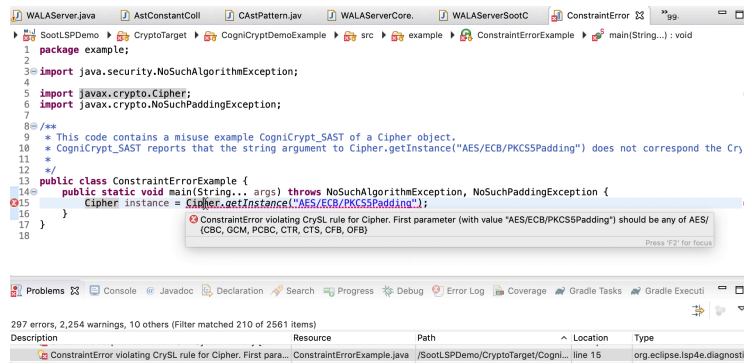 WALAServer.java AstConstantColl CAstPattern.jav WALAServerCore. WALAServerSootC ConstraintError »99+
SootLSPDemo CryptoTarget CogniCryptDemoExample src example ConstraintErrorExample main(String...) : void
1 package example;
2
3 import java.security.NoSuchAlgorithmException;
4
5 import javax.crypto.Cipher;
6 import javax.crypto.NoSuchPaddingException;
7
8 /**
9 * This code contains a misuse example CogniCrypt_SAST of a Cipher object.
10 * CogniCrypt_SAST reports that the string argument to Cipher.getInstance("AES/ECB/PKCS5Padding") does not correspond the Cry
11 *
12 */
13 public class ConstraintErrorExample {
14 public static void main(String... args) throws NoSuchAlgorithmException, NoSuchPaddingException {
15 Cipher instance = Cipher.getInstance("AES/ECB/PKCS5Padding");
16 }
17 }
18
ConstraintError violating CrySL rule for Cipher. First parameter (with value "AES/ECB/PKCS5Padding") should be any of AES/
{CBC, GCM, PCBC, CTR, CTS, CFB, OFB}
Press 'F2' for focus
Problems Console Javadoc Declaration Search Progress Debug Error Log Coverage Gradle Tasks Gradle Executi
297 errors, 2,254 warnings, 10 others (Filter matched 210 of 2561 items)
Description Resource Path Location Type
ConstraintError violating CrySL rule for Cipher. First para... ConstraintErrorExample.java /SootLSPDemo/CryptoTarget/Cogni... line 15 org.eclipse.lsp4e.diagnost